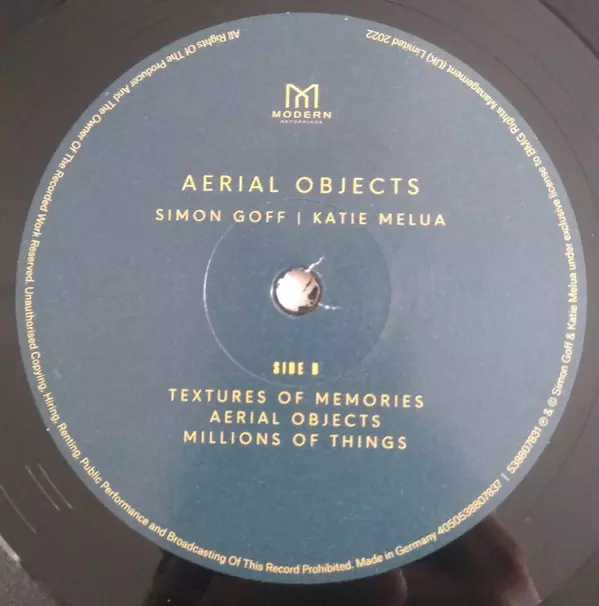 MODERN
RECORDINGS
AERIAL OBJECTS
SIMON GOFF | KATIE MELUA
SIDE B
TEXTURES OF MEMORIES
AERIAL OBJECTS
MILLIONS OF THINGS
538807831 ℗ & © Simon Goff & Katie Melua under exclusive license to BMG Rights Management (UK) Limited 2022
All Rights Of The Producer And The Owner Of The Recorded Work Reserved. Unauthorised Copying, Hiring, Renting, Public Performance and Broadcasting Of This Record Prohibited. Made in Germany 4050538807837 |